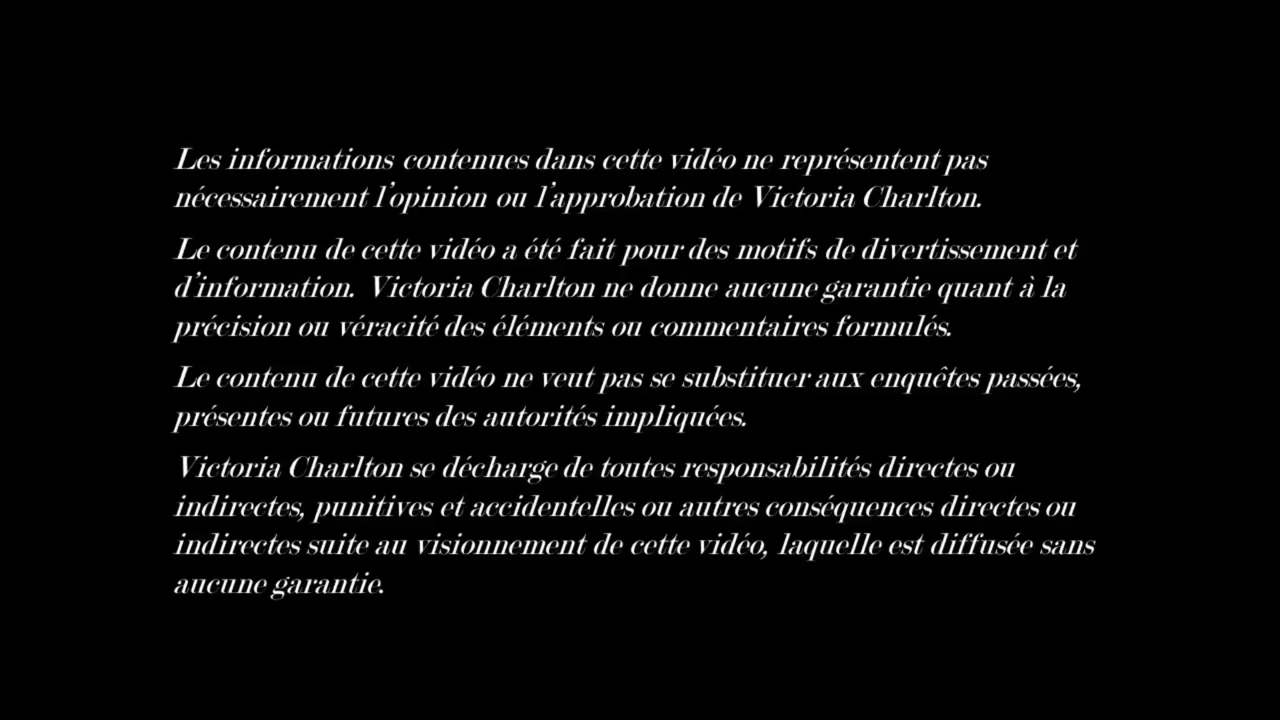 Les informations contenues dans cette vidéo ne représentent pas
nécessairement l’opinion ou l’approbation de Victoria Charlton.
Le contenu de cette vidéo a été fait pour des motifs de divertissement et
d’information. Victoria Charlton ne donne aucune garantie quant à la
précision ou véracité des éléments ou commentaires formulés.
Le contenu de cette vidéo ne veut pas se substituer aux enquêtes passées,
présentes ou futures des autorités impliquées.
Victoria Charlton se décharge de toutes responsabilités directes ou
indirectes, punitives et accidentelles ou autres conséquences directes ou
indirectes suite au visionnement de cette vidéo, laquelle est diffusée sans
aucune garantie.